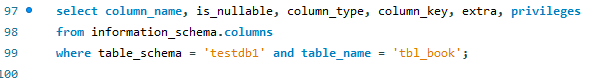 97 select column_name, is_nullable, column_type, column_key, extra, privileges
98 from information_schema.columns
99 where table_schema = 'testdb1' and table_name = 'tbl_book';
100